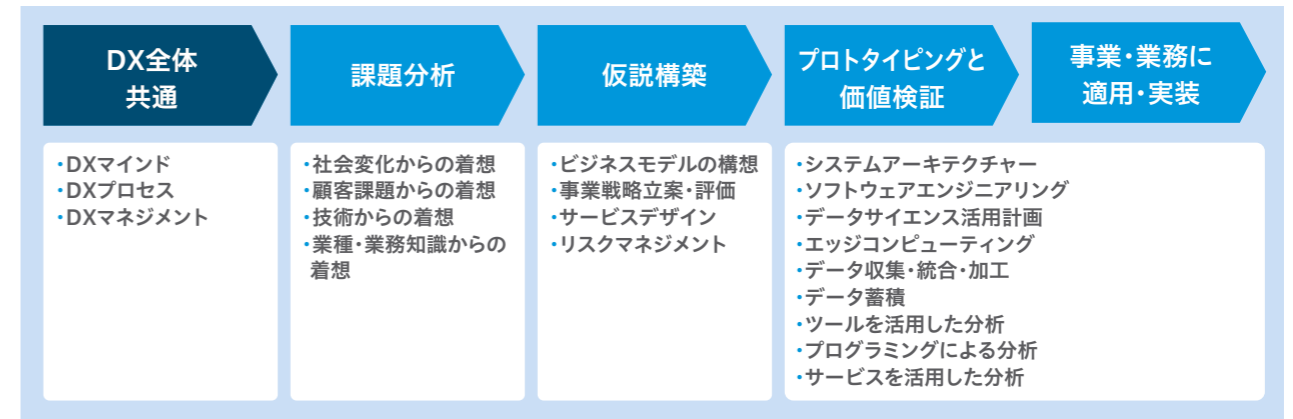 DX全体
共通
課題分析
仮説構築
プロトタイピングと
価値検証
事業・業務に
適用・実装
・DXマインド
・DXプロセス
・DXマネジメント
・社会変化からの着想
・顧客課題からの着想
・技術からの着想
・業種・業務知識からの
着想
・ビジネスモデルの構想
・事業戦略立案・評価
・サービスデザイン
・リスクマネジメント
・システムアーキテクチャー
・ソフトウェアエンジニアリング
・データサイエンス活用計画
・エッジコンピューティング
・データ収集・統合・加工
・データ蓄積
・ツールを活用した分析
・プログラミングによる分析
・サービスを活用した分析